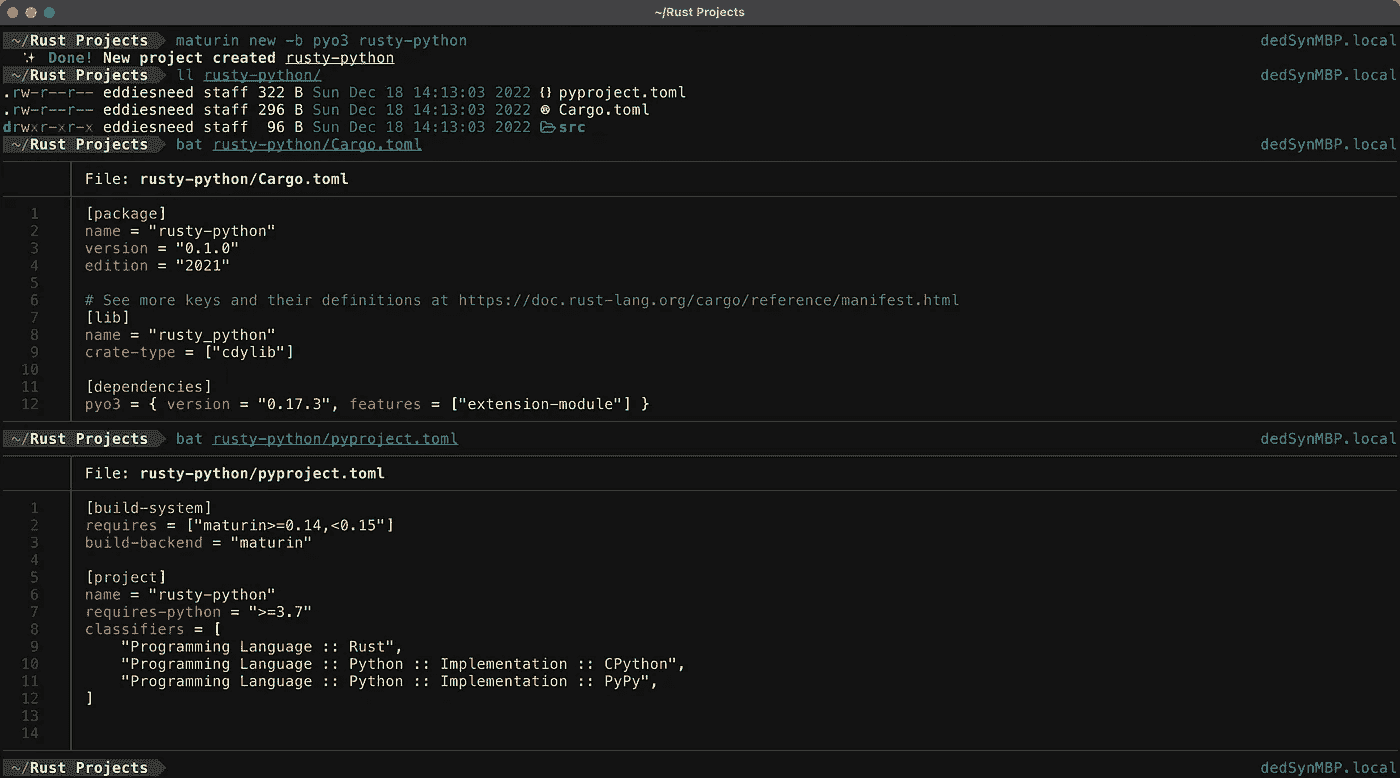 ~/Rust Projects
~/Rust Projects maturin new -b pyo3 rusty-python dedSynMBP.local
Done! New project created rusty-python
~/Rust Projects ll rusty-python/ dedSynMBP.local
.rw-r--r-- eddiesneed staff 322 B Sun Dec 18 14:13:03 2022 {} pyproject.toml
.rw-r--r-- eddiesneed staff 296 B Sun Dec 18 14:13:03 2022 Cargo.toml
drwxr-xr-x eddiesneed staff 96 B Sun Dec 18 14:13:03 2022 src
~/Rust Projects bat rusty-python/Cargo.toml dedSynMBP.local
File: rusty-python/Cargo.toml
1 [package]
2 name = "rusty-python"
3 version = "0.1.0"
4 edition = "2021"
5
6 # See more keys and their definitions at https://doc.rust-lang.org/cargo/reference/manifest.html
7 [lib]
8 name = "rusty_python"
9 crate-type = ["cdylib"]
10
11 [dependencies]
12 pyo3 = { version = "0.17.3", features = ["extension-module"] }
~/Rust Projects bat rusty-python/pyproject.toml dedSynMBP.local
File: rusty-python/pyproject.toml
1 [build-system]
2 requires = ["maturin>=0.14,<0.15"]
3 build-backend = "maturin"
4
5 [project]
6 name = "rusty-python"
7 requires-python = ">=3.7"
8 classifiers = [
9 "Programming Language :: Rust",
10 "Programming Language :: Python :: Implementation :: CPython",
11 "Programming Language :: Python :: Implementation :: PyPy",
12 ]
13
14
~/Rust Projects dedSynMBP.local